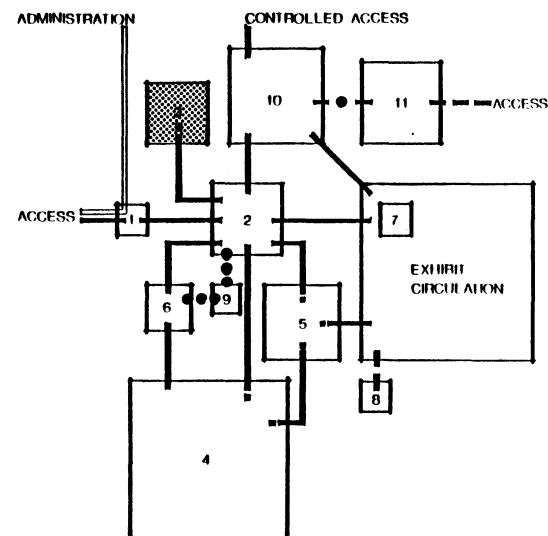 ADMINISTRATION
CONTROLLED ACCESS
10
11
ACCESS
ACCESS
1
2
7
EXHIBIT
CIRCULATION
6
9
5
8
4